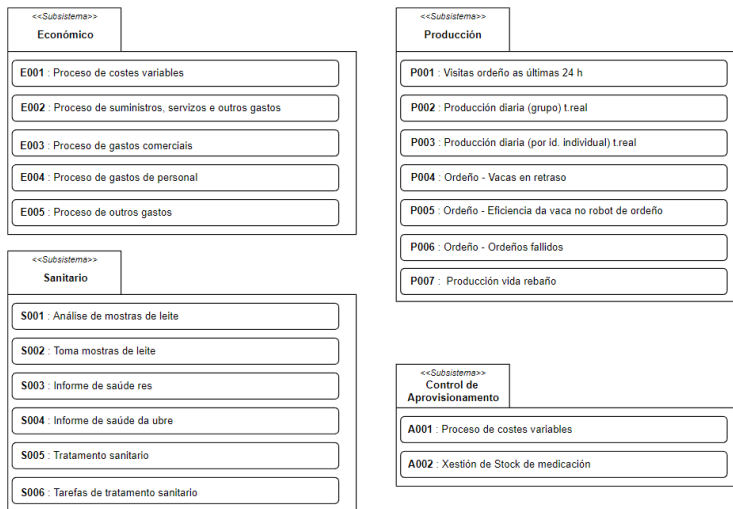 <<Subsistema>>
Económico
E001 : Proceso de costes variables
E002 : Proceso de suministros, servizos e outros gastos
E003 : Proceso de gastos comerciais
E004 : Proceso de gastos de personal
E005 : Proceso de outros gastos
<<Subsistema>>
Sanitario
S001 : Análise de mostras de leite
S002 : Toma mostras de leite
S003 : Informe de saúde res
S004 : Informe de saúde da ubre
S005 : Tratamento sanitario
S006 : Tarefas de tratamento sanitario
<<Subsistema>>
Producción
P001 : Visitas ordeño as últimas 24 h
P002 : Producción diaria (grupo) t.real
P003 : Producción diaria (por id. individual) t.real
P004 : Ordeño - Vacas en retraso
P005 : Ordeño - Eficiencia da vaca no robot de ordeño
P006 : Ordeño - Ordeños fallidos
P007 : Producción vida rebaño
<<Subsistema>>
Control de
Aprovisionamento
A001 : Proceso de costes variables
A002 : Xestión de Stock de medicación